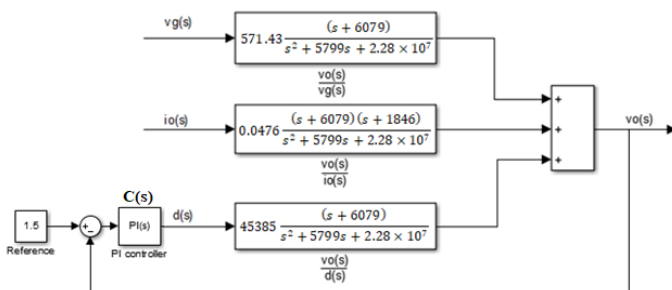 vg(s)
571.43 (s + 6079) / s² + 5799s + 2.28 × 10⁷
vo(s)
vg(s)
io(s)
0.0476 (s + 6079)(s + 1846) / s² + 5799s + 2.28 × 10⁷
vo(s)
io(s)
+
+
+
vo(s)
C(s)
1.5
Reference
+
-
PI(s)
PI controller
d(s)
45385 (s + 6079) / s² + 5799s + 2.28 × 10⁷
vo(s)
d(s)